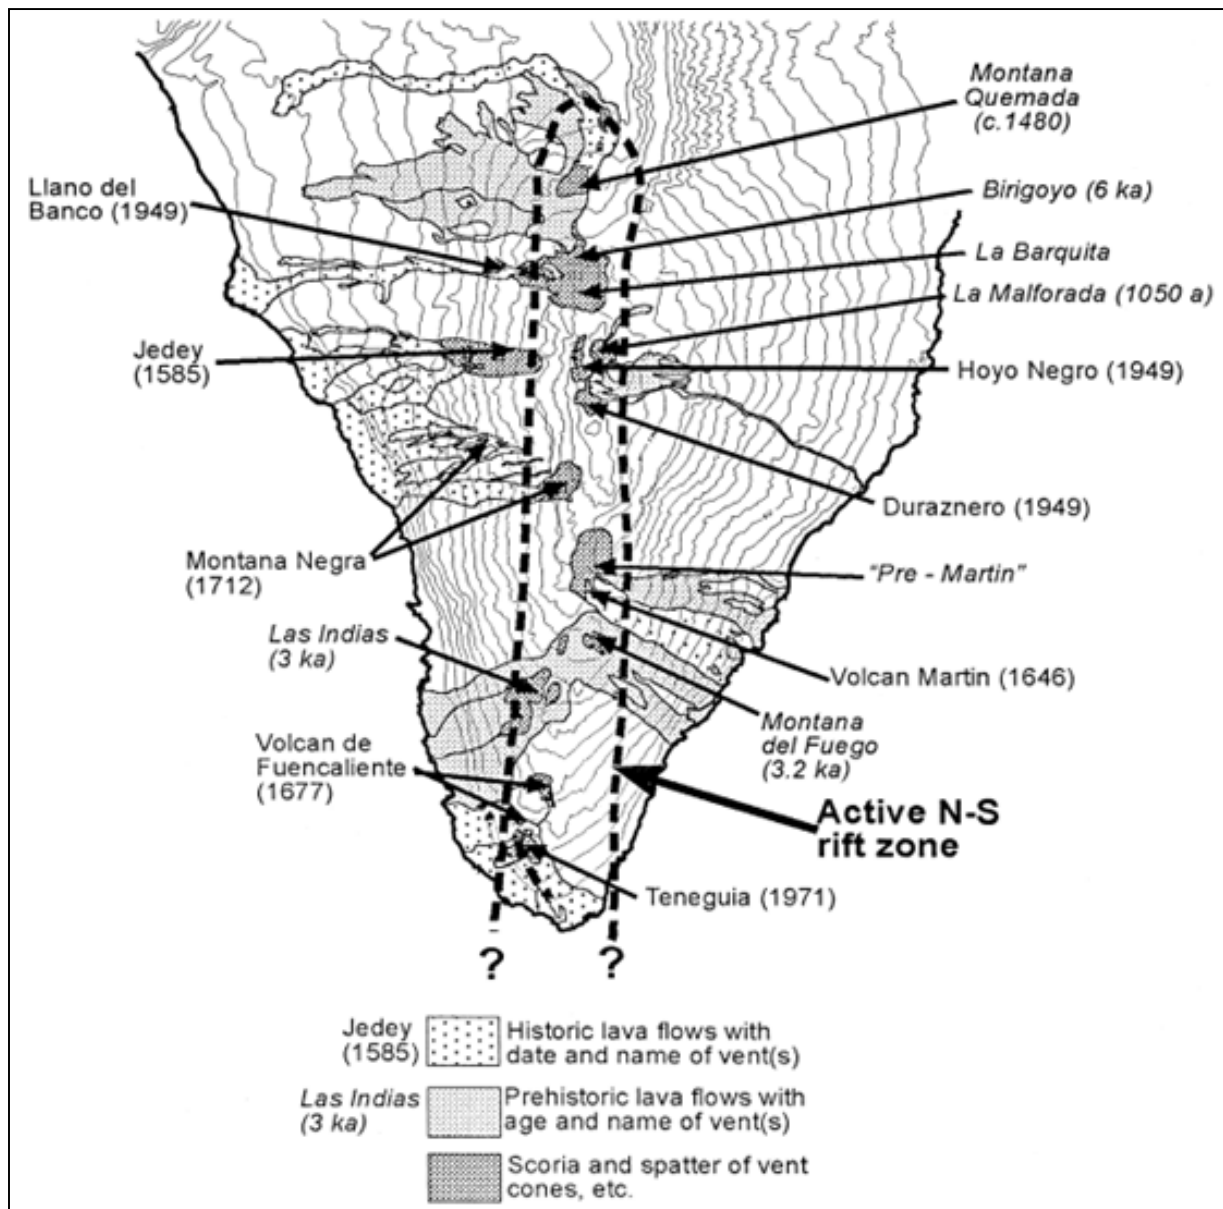 Montana
Quemada
(c.1480)
Llano del
Banco (1949)
Birigoyo (6 ka)
La Barquita
La Malforada (1050 a)
Jedey
(1585)
Hoyo Negro (1949)
Duraznero (1949)
Montana Negra
(1712)
"Pre - Martin"
Las Indias
(3 ka)
Volcan Martin (1646)
Montana
del Fuego
(3.2 ka)
Volcan de
Fuencaliente
(1677)
Active N-S
rift zone
Teneguia (1971)
? ?
Jedey
(1585)
Historic lava flows with
date and name of vent(s)
Las Indias
(3 ka)
Prehistoric lava flows with
age and name of vent(s)
Scoria and spatter of vent
cones, etc.